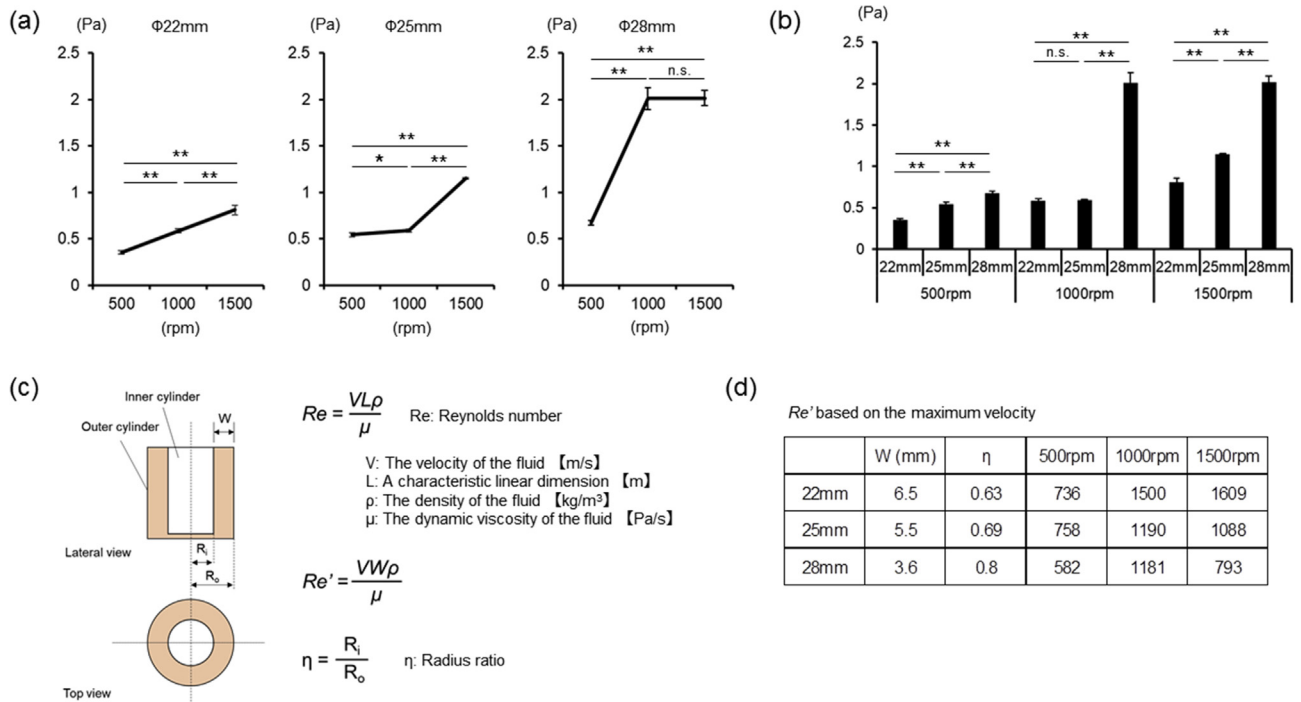 (a)
(Pa) Φ22mm
2.5
2
1.5
1
0.5
0
**
** **
500 1000 1500
(rpm)
(Pa) Φ25mm
2.5
2
1.5
1
0.5
0
**
* **
500 1000 1500
(rpm)
(Pa) Φ28mm
2.5
2
1.5
1
0.5
0
**
** n.s.
500 1000 1500
(rpm)
(b)
(Pa)
2.5
2
1.5
1
0.5
0
**
** **
**
n.s. **
**
** **
22mm 25mm 28mm 22mm 25mm 28mm 22mm 25mm 28mm
500rpm 1000rpm 1500rpm
(c)
Inner cylinder
Outer cylinder
W
Lateral view
Ri
Ro
Top view
Re = VLρ / μ Re: Reynolds number
V: The velocity of the fluid 【m/s】
L: A characteristic linear dimension 【m】
ρ: The density of the fluid 【kg/m³】
μ: The dynamic viscosity of the fluid 【Pa/s】
Re' = VWρ / μ
η = Ri / Ro η: Radius ratio
(d)
Re' based on the maximum velocity
W (mm) η 500rpm 1000rpm 1500rpm
22mm 6.5 0.63 736 1500 1609
25mm 5.5 0.69 758 1190 1088
28mm 3.6 0.8 582 1181 793